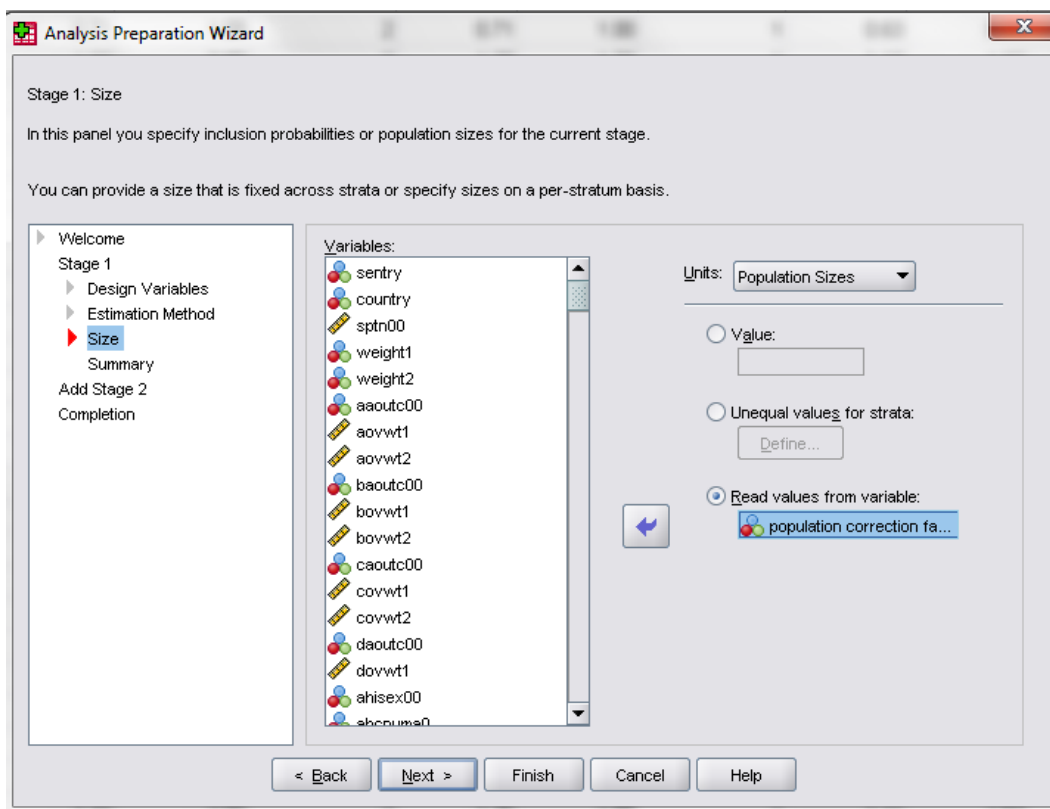 Analysis Preparation Wizard
Stage 1: Size
In this panel you specify inclusion probabilities or population sizes for the current stage.
You can provide a size that is fixed across strata or specify sizes on a per-stratum basis.
Welcome
Stage 1
Design Variables
Estimation Method
Size
Summary
Add Stage 2
Completion
Variables:
sentry
country
sptn00
weight1
weight2
aaoutc00
aovwt1
aovwt2
baoutc00
bovwt1
bovwt2
caoutc00
covwt1
covwt2
daoutc00
dovwt1
ahisex00
Units: Population Sizes
Value:
Unequal values for strata:
Define...
Read values from variable:
population correction fa...
< Back Next > Finish Cancel Help